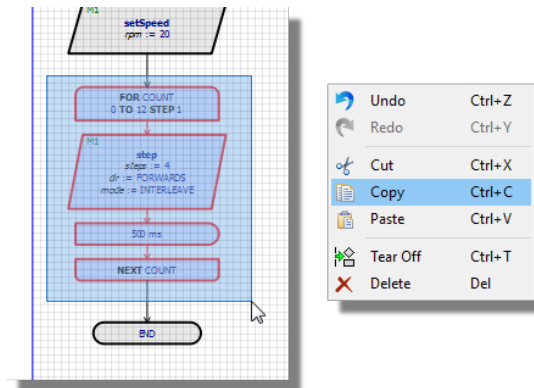 M1
setSpeed
rpm := 20
FOR COUNT
0 TO 12 STEP 1
M1
step
steps := 4
dir := FORWARDS
mode := INTERLEAVE
500 ms
NEXT COUNT
END
Undo Ctrl+Z
Redo Ctrl+Y
Cut Ctrl+X
Copy Ctrl+C
Paste Ctrl+V
Tear Off Ctrl+T
Delete Del